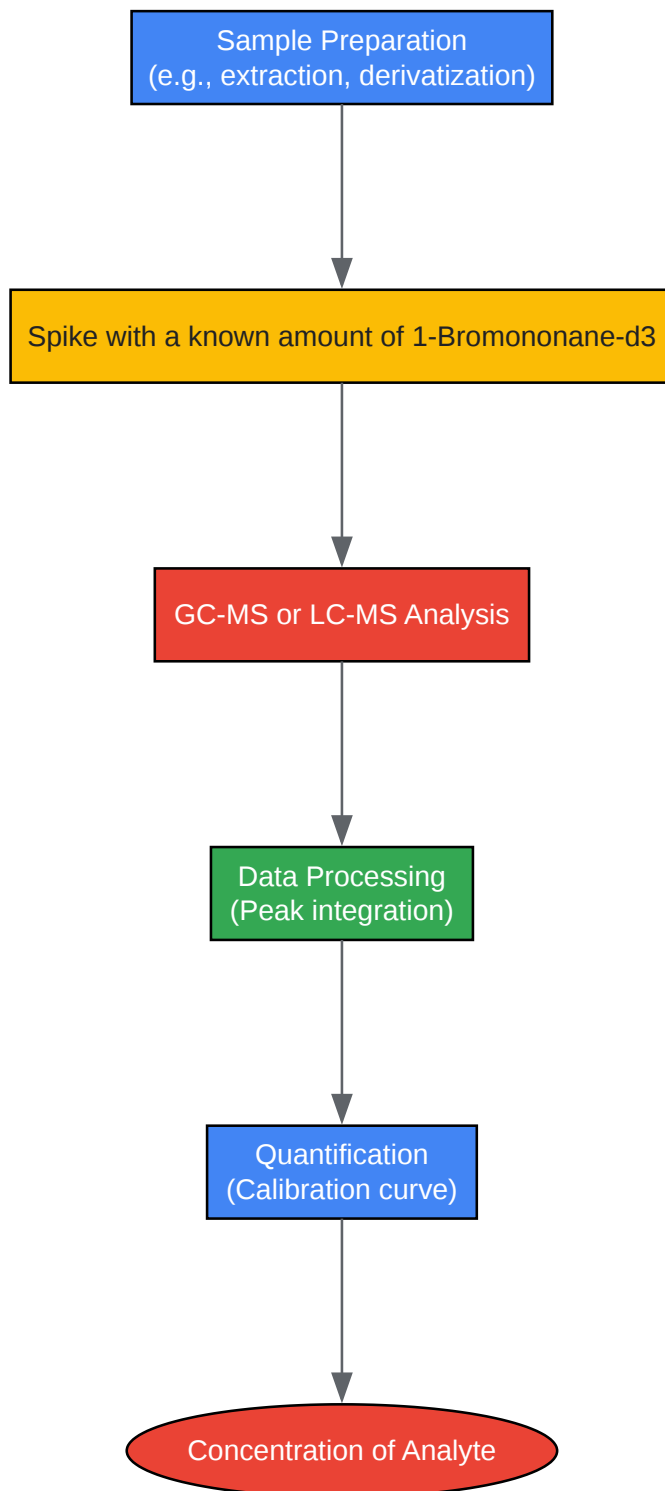 Sample Preparation
(e.g., extraction, derivatization)
Spike with a known amount of 1-Bromononane-d3
GC-MS or LC-MS Analysis
Data Processing
(Peak integration)
Quantification
(Calibration curve)
Concentration of Analyte